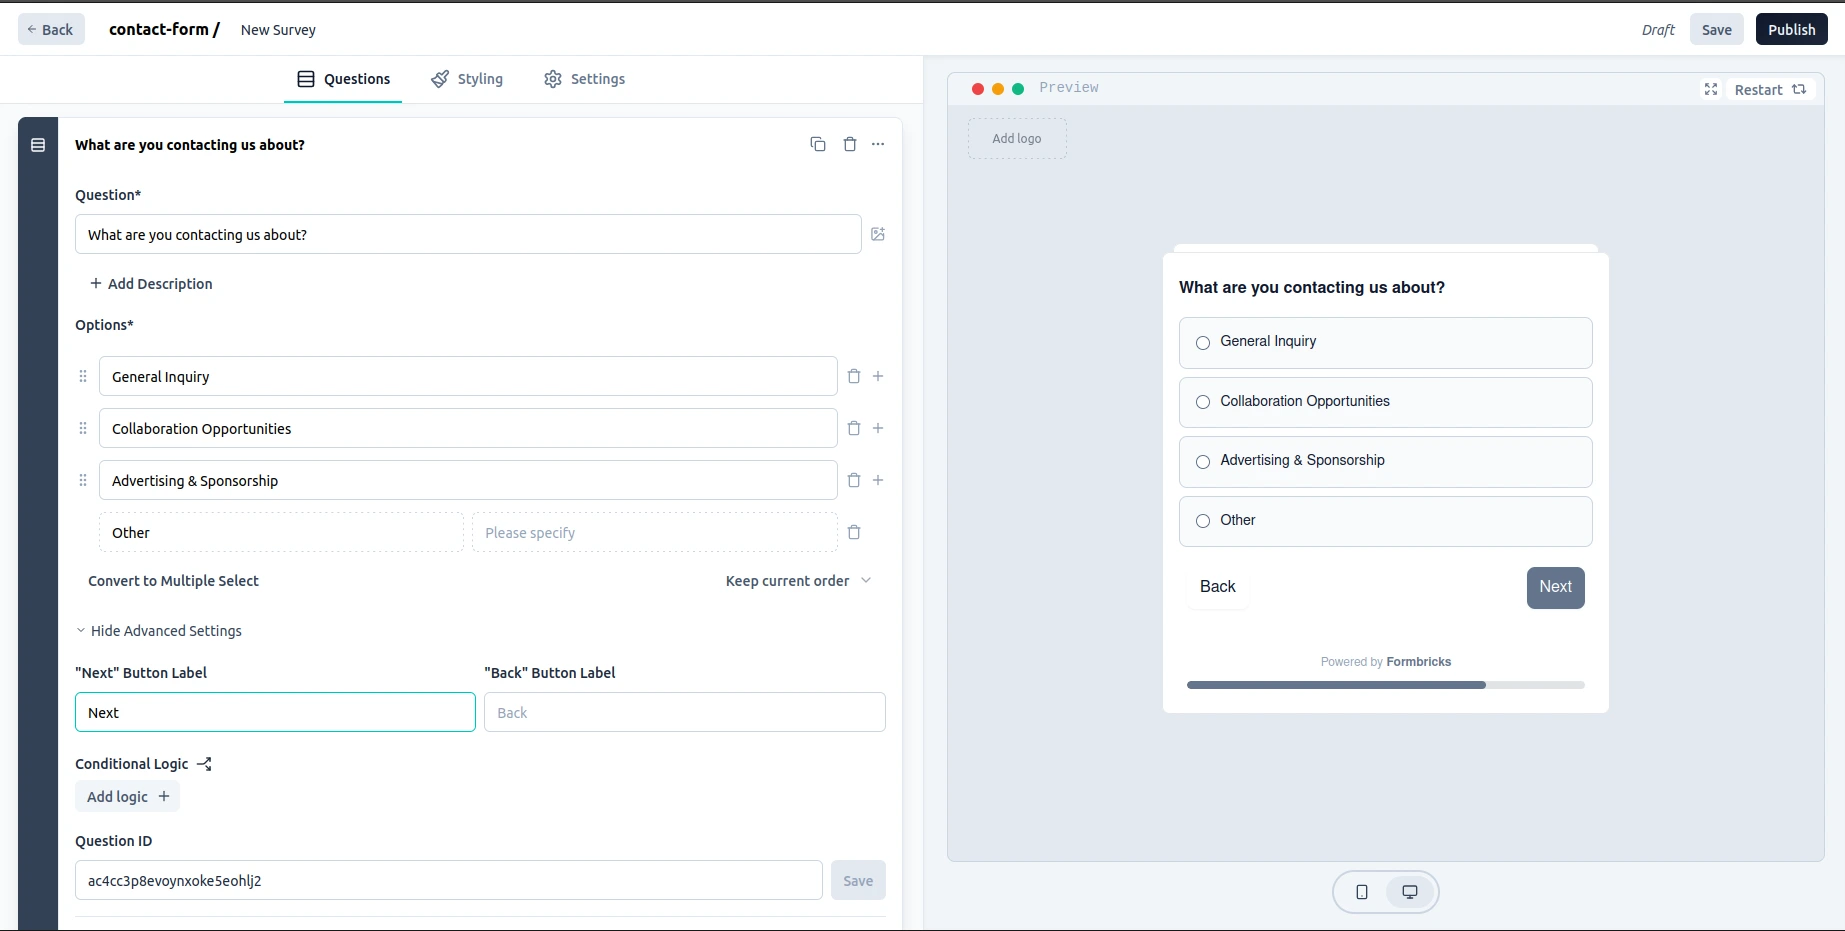 Back
contact-form /
New Survey
Draft
Save
Publish
Questions
Styling
Settings
What are you contacting us about?
Question*
What are you contacting us about?
Add Description
Options*
General Inquiry
Collaboration Opportunities
Advertising & Sponsorship
Other
Please specify
Convert to Multiple Select
Keep current order
Hide Advanced Settings
"Next" Button Label
"Back" Button Label
Next
Back
Conditional Logic
Add logic
Question ID
ac4cc3p8evoynxoke5eohlj2
Save
Preview
Restart
Add logo
What are you contacting us about?
General Inquiry
Collaboration Opportunities
Advertising & Sponsorship
Other
Back
Next
Powered by Formbricks